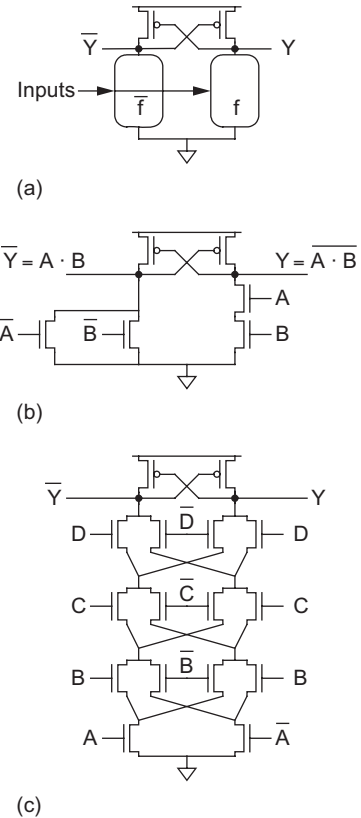 Y̅ Y
Inputs f̅ f
(a)
Y̅ = A · B Y = A̅ ̅·̅ ̅B̅
A
A̅ B̅ B
(b)
Y̅ Y
D D̅ D
C C̅ C
B B̅ B
A A̅
(c)